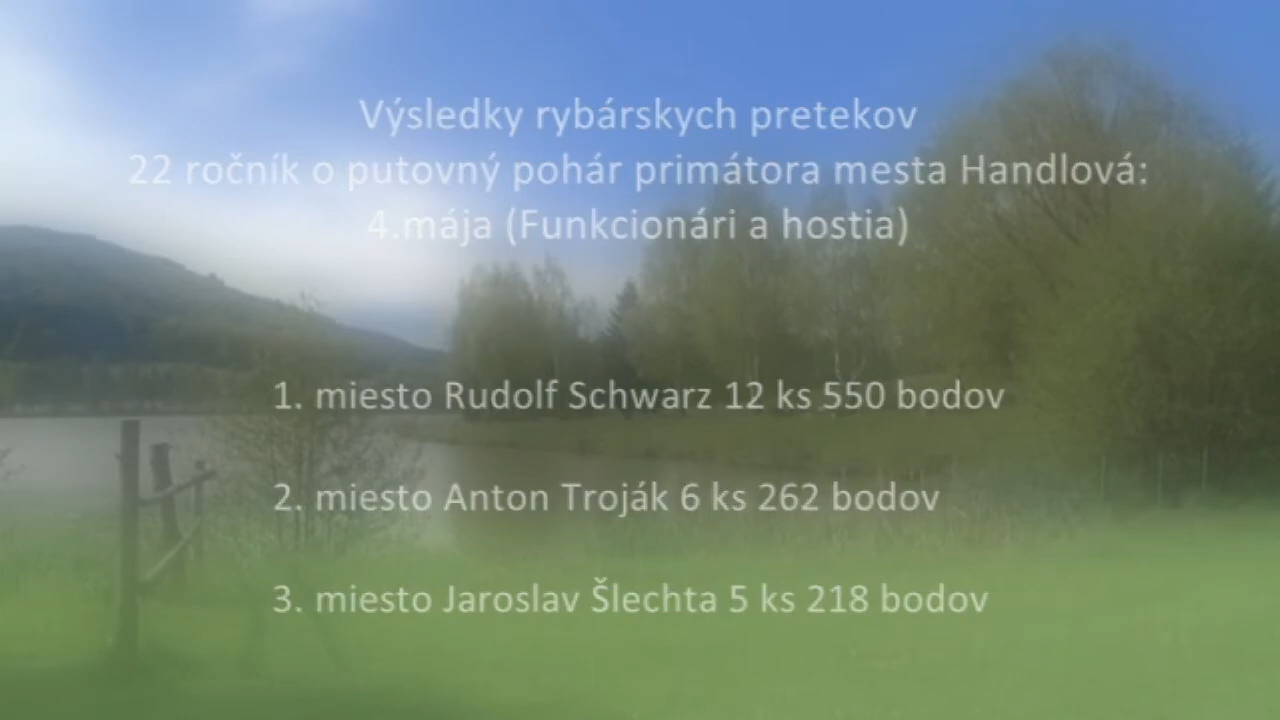 Výsledky rybárskych pretekov
22 ročník o putovný pohár primátora mesta Handlová:
4.mája (Funkcionári a hostia)
1. miesto Rudolf Schwarz 12 ks 550 bodov
2. miesto Anton Troják 6 ks 262 bodov
3. miesto Jaroslav Šlechta 5 ks 218 bodov